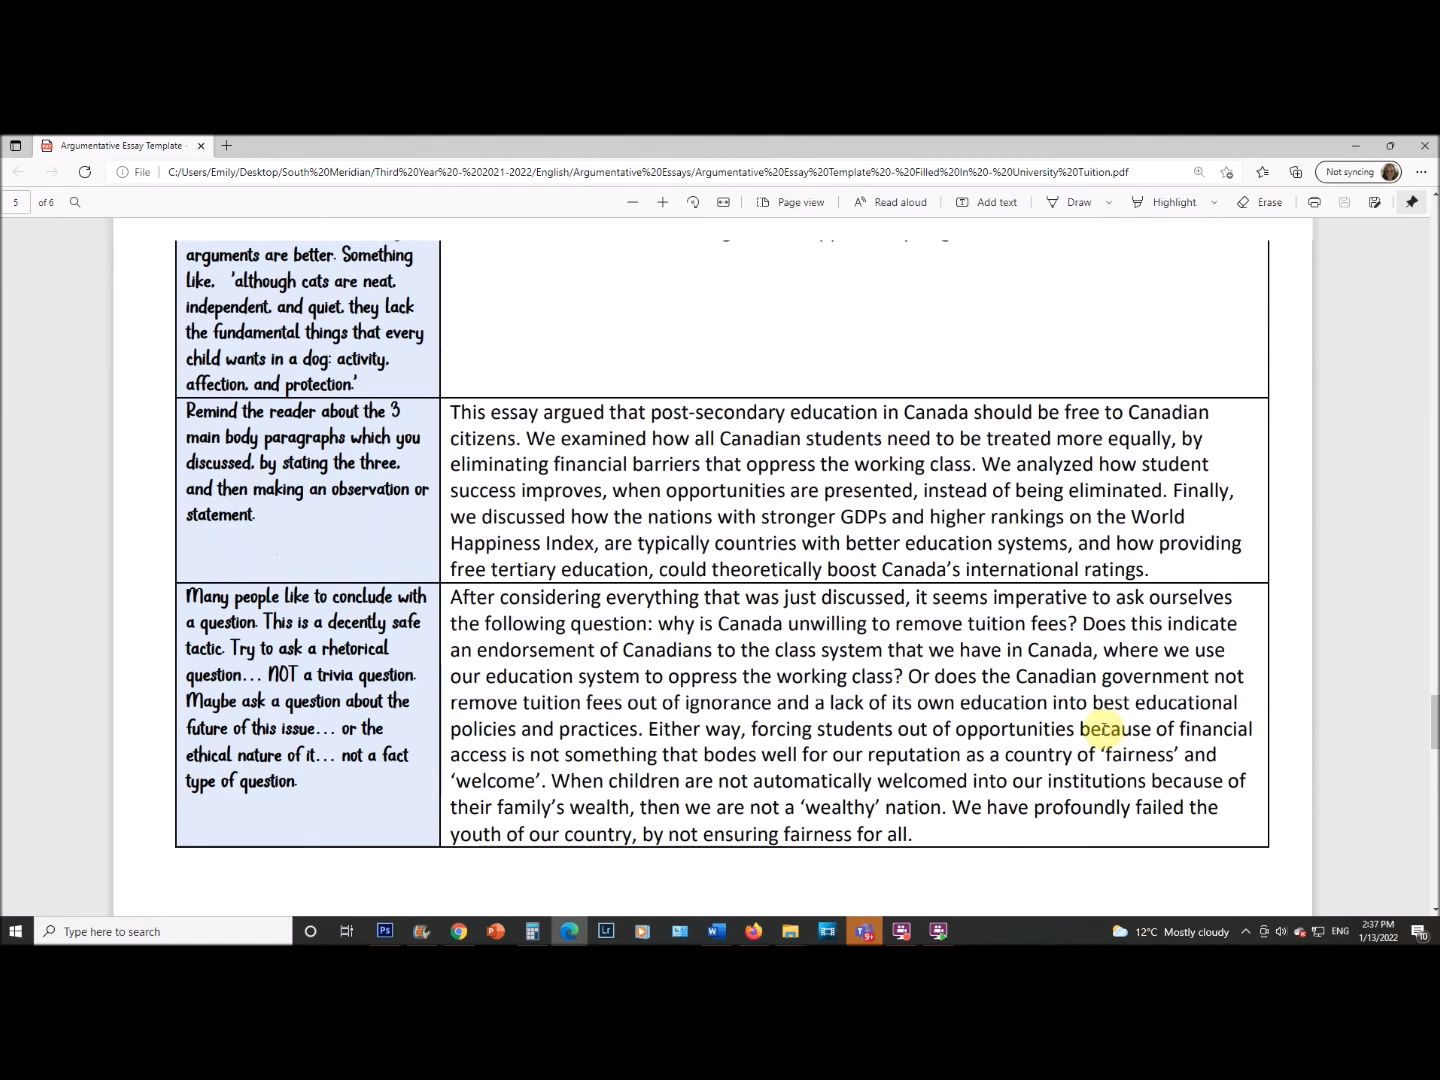 Argumentative Essay Template -
File
C:/Users/Emily/Desktop/South%20Meridian/Third%20Year%20-%202021-2022/English/Argumentative%20Essays/Argumentative%20Essay%20Template%20-%20Filled%20In%20-%20University%20Tuition.pdf
Not syncing
5 of 6
Page view
Read aloud
Add text
Draw
Highlight
Erase
arguments are better. Something
like, 'although cats are neat,
independent, and quiet, they lack
the fundamental things that every
child wants in a dog: activity,
affection, and protection.'
Remind the reader about the 3
main body paragraphs which you
discussed, by stating the three,
and then making an observation or
statement.
This essay argued that post-secondary education in Canada should be free to Canadian
citizens. We examined how all Canadian students need to be treated more equally, by
eliminating financial barriers that oppress the working class. We analyzed how student
success improves, when opportunities are presented, instead of being eliminated. Finally,
we discussed how the nations with stronger GDPs and higher rankings on the World
Happiness Index, are typically countries with better education systems, and how providing
free tertiary education, could theoretically boost Canada's international ratings.
Many people like to conclude with
a question. This is a decently safe
tactic. Try to ask a rhetorical
question... NOT a trivia question.
Maybe ask a question about the
future of this issue... or the
ethical nature of it... not a fact
type of question.
After considering everything that was just discussed, it seems imperative to ask ourselves
the following question: why is Canada unwilling to remove tuition fees? Does this indicate
an endorsement of Canadians to the class system that we have in Canada, where we use
our education system to oppress the working class? Or does the Canadian government not
remove tuition fees out of ignorance and a lack of its own education into best educational
policies and practices. Either way, forcing students out of opportunities because of financial
access is not something that bodes well for our reputation as a country of 'fairness' and
'welcome'. When children are not automatically welcomed into our institutions because of
their family's wealth, then we are not a 'wealthy' nation. We have profoundly failed the
youth of our country, by not ensuring fairness for all.
Type here to search
Ps
Lr
9+
12°C Mostly cloudy
ENG
2:37 PM
1/13/2022
10